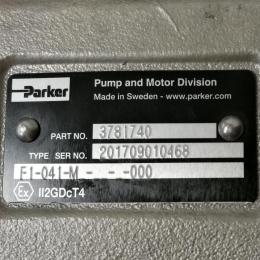 Parker
Pump and Motor Division
Made in Sweden - www.parker.com
PART NO. 3781740
TYPE SER NO. 201709010468
F1-041-M - - -000
Ex II2GDcT4